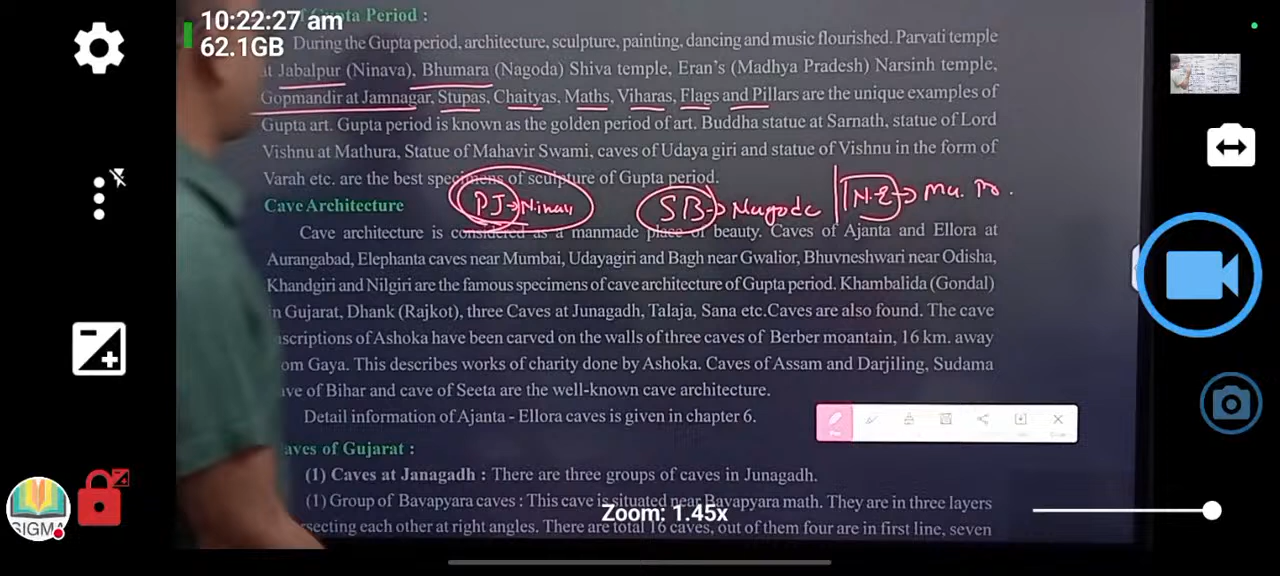 of Gupta Period :
10:22:27 am
62.1GB
During the Gupta period, architecture, sculpture, painting, dancing and music flourished. Parvati temple
at Jabalpur (Ninava), Bhumara (Nagoda) Shiva temple, Eran's (Madhya Pradesh) Narsinh temple,
Gopmandir at Jamnagar, Stupas, Chaityas, Maths, Viharas, Flags and Pillars are the unique examples of
Gupta art. Gupta period is known as the golden period of art. Buddha statue at Sarnath, statue of Lord
Vishnu at Mathura, Statue of Mahavir Swami, caves of Udaya giri and statue of Vishnu in the form of
Varah etc. are the best specimens of sculpture of Gupta period.
PJ → Ninav SB → Nagoda N.E → Ma. Pr.
Cave Architecture
Cave architecture is considered as a manmade place of beauty. Caves of Ajanta and Ellora at
Aurangabad, Elephanta caves near Mumbai, Udayagiri and Bagh near Gwalior, Bhuvneshwari near Odisha,
Khandgiri and Nilgiri are the famous specimens of cave architecture of Gupta period. Khambalida (Gondal)
in Gujarat, Dhank (Rajkot), three Caves at Junagadh, Talaja, Sana etc.Caves are also found. The cave
inscriptions of Ashoka have been carved on the walls of three caves of Berber moantain, 16 km. away
from Gaya. This describes works of charity done by Ashoka. Caves of Assam and Darjiling, Sudama
cave of Bihar and cave of Seeta are the well-known cave architecture.
Detail information of Ajanta - Ellora caves is given in chapter 6.
Caves of Gujarat :
(1) Caves at Janagadh : There are three groups of caves in Junagadh.
(1) Group of Bavapyara caves : This cave is situated near Bavapyara math. They are in three layers
Zoom: 1.45x
secting each other at right angles. There are total 16 caves, out of them four are in first line, seven
SIGMA